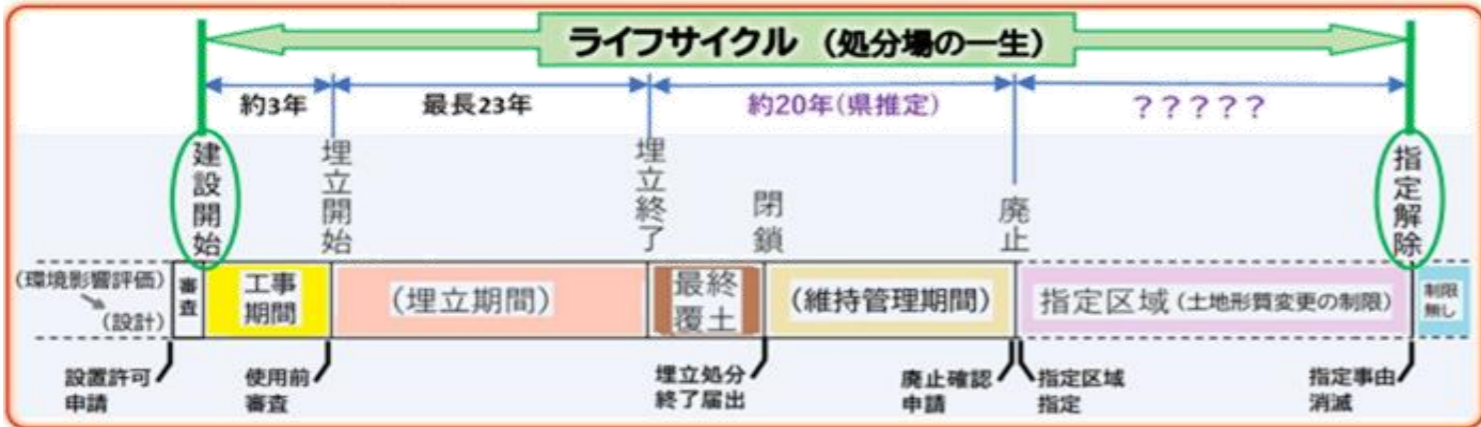 ライフサイクル（処分場の一生）
約3年
最長23年
約20年(県推定)
？？？？？
建設開始
埋立開始
埋立終了
閉鎖
廃止
指定解除
(環境影響評価)
(設計)
審査
工事
期間
(埋立期間)
最終
覆土
(維持管理期間)
指定区域(土地形質変更の制限)
制限
無し
設置許可
申請
使用前
審査
埋立処分
終了届出
廃止確認
申請
指定区域
指定
指定事由
消滅